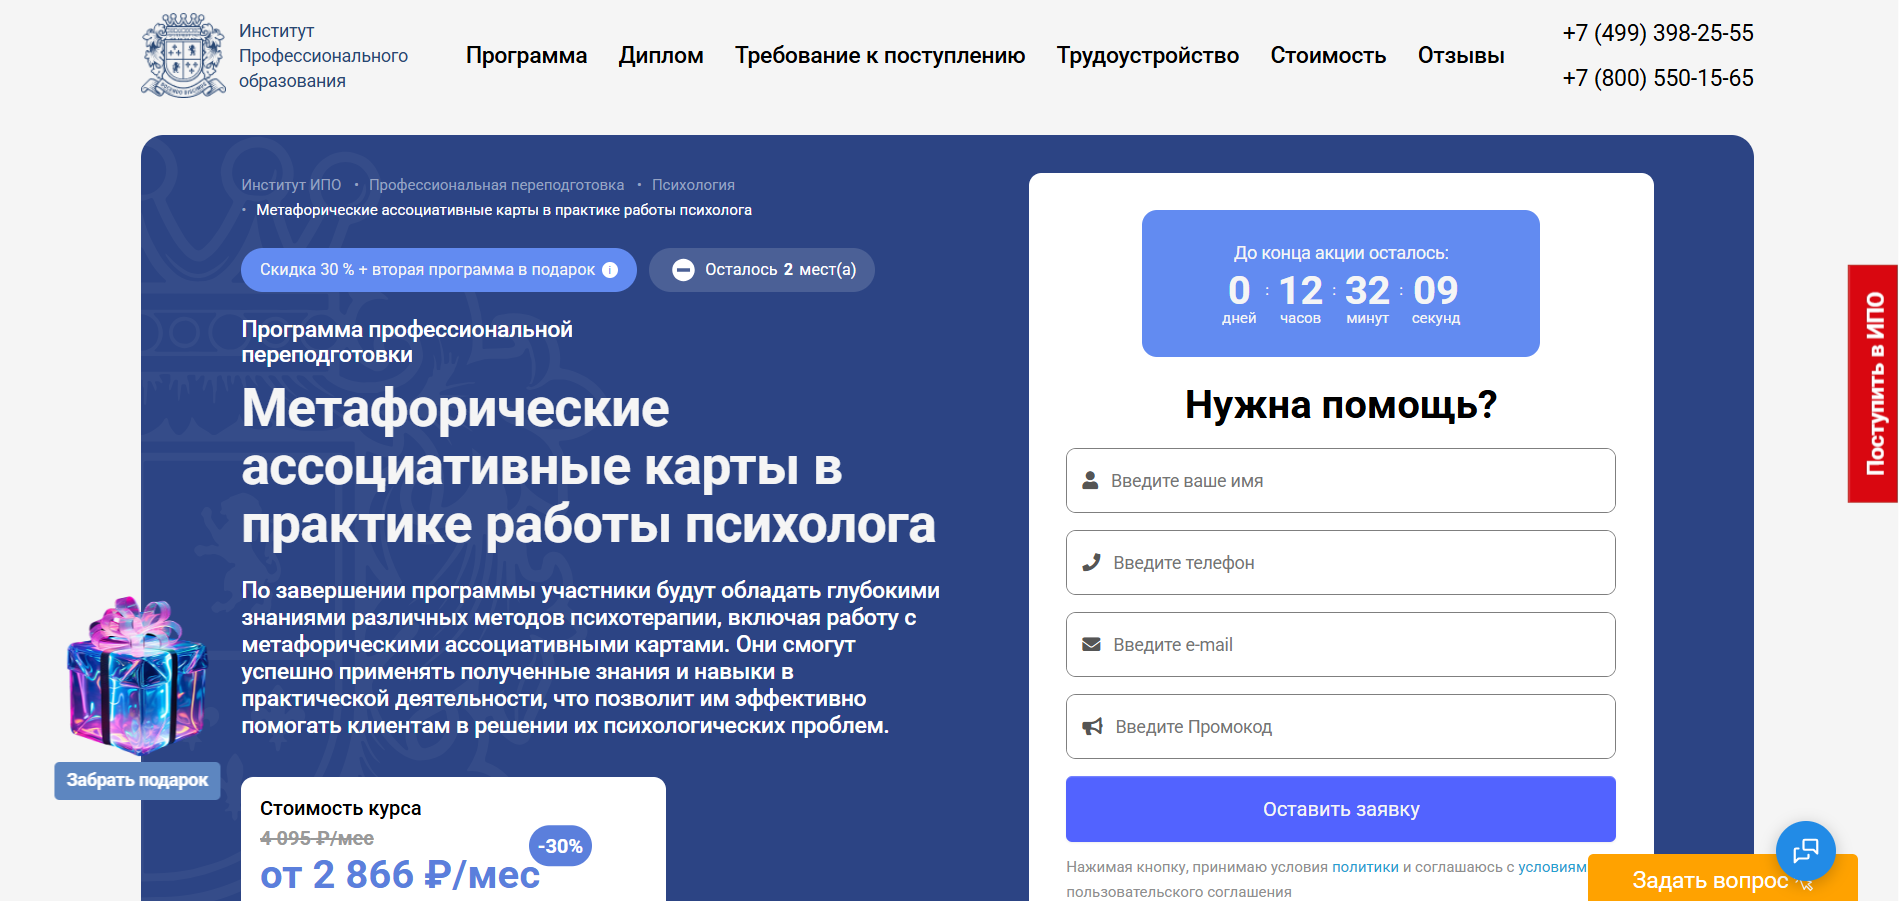 Институт
Профессионального
образования
Программа
Диплом
Требование к поступлению
Трудоустройство
Стоимость
Отзывы
+7 (499) 398-25-55
+7 (800) 550-15-65
Институт ИПО • Профессиональная переподготовка • Психология
• Метафорические ассоциативные карты в практике работы психолога
Скидка 30 % + вторая программа в подарок
Осталось 2 мест(а)
Программа профессиональной
переподготовки
Метафорические
ассоциативные карты в
практике работы психолога
По завершении программы участники будут обладать глубокими
знаниями различных методов психотерапии, включая работу с
метафорическими ассоциативными картами. Они смогут
успешно применять полученные знания и навыки в
практической деятельности, что позволит им эффективно
помогать клиентам в решении их психологических проблем.
Забрать подарок
Стоимость курса
4 095 ₽/мес
-30%
от 2 866 ₽/мес
До конца акции осталось:
0 : 12 : 32 : 09
дней часов минут секунд
Нужна помощь?
Введите ваше имя
Введите телефон
Введите e-mail
Введите Промокод
Оставить заявку
Нажимая кнопку, принимаю условия политики и соглашаюсь с условиям
пользовательского соглашения
Поступить в ИПО
Задать вопрос